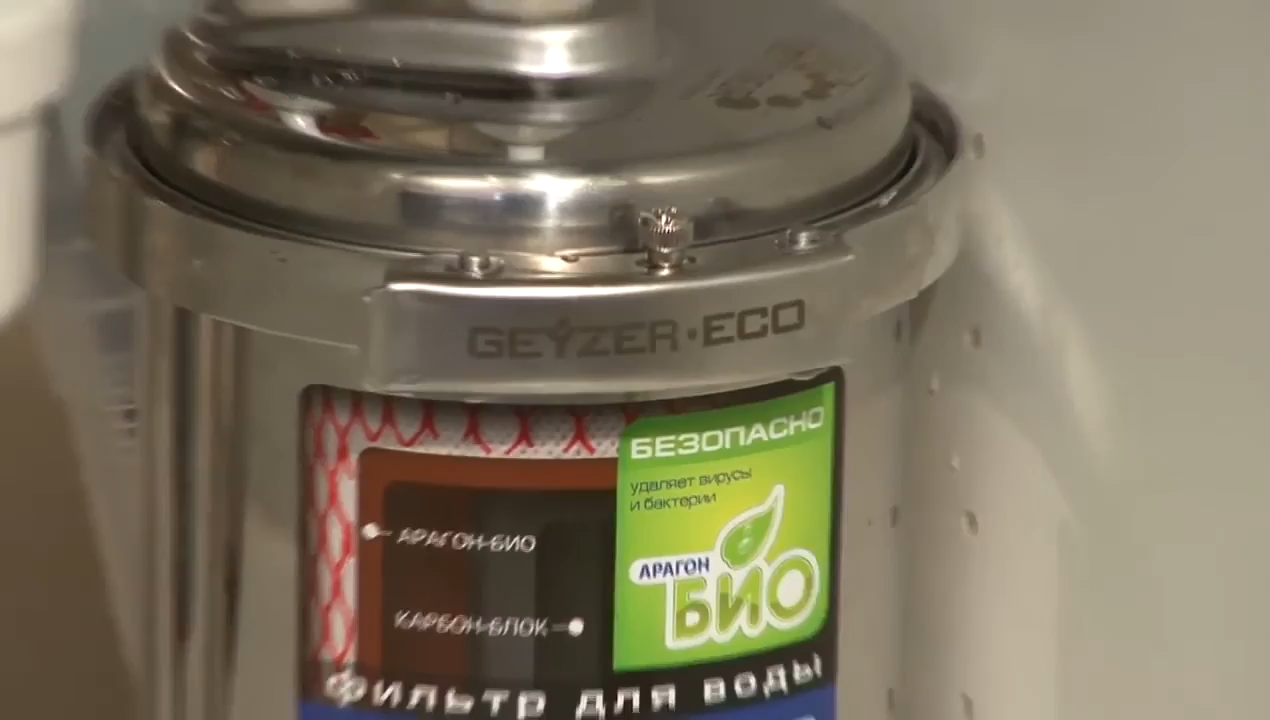 GEYZER·ECO
БЕЗОПАСНО
удаляет вирусы
и бактерии
АРАГОН
БИО
АРАГОН-БИО
КАРБОН-БЛОК
Фильтр для воды